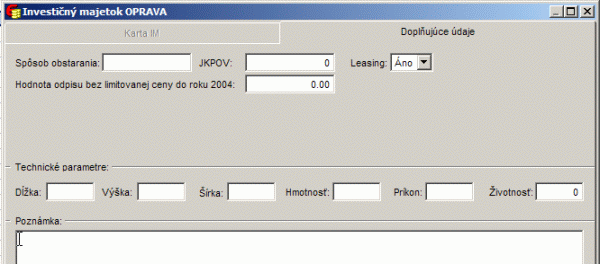 Investičný majetok OPRAVA
Karta IM Doplňujúce údaje
Spôsob obstarania: JKPOV: 0 Leasing: Áno
Hodnota odpisu bez limitovanej ceny do roku 2004: 0.00
Technické parametre:
Dĺžka: Výška: Šírka: Hmotnosť: Príkon: Životnosť: 0
Poznámka: